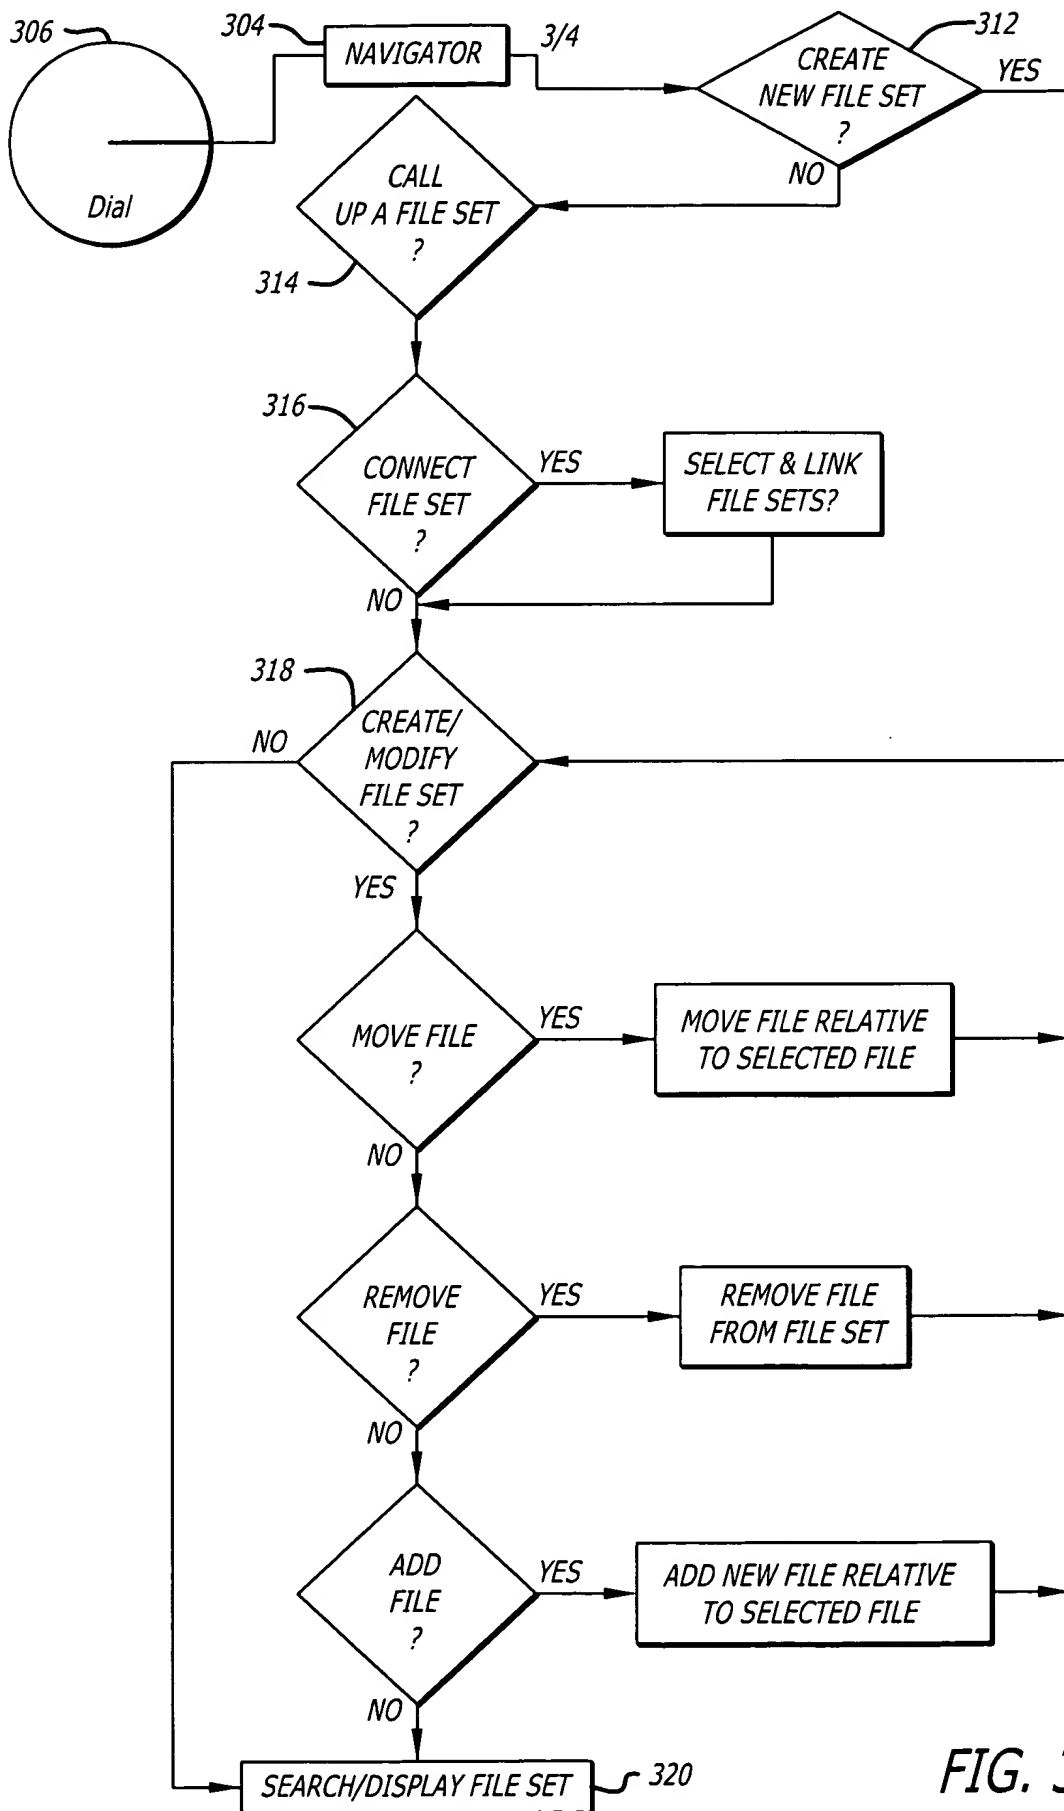 306
304
NAVIGATOR
3/4
312
CREATE
NEW FILE SET
?
YES
NO
Dial
CALL
UP A FILE SET
?
314
316
CONNECT
FILE SET
?
YES
SELECT & LINK
FILE SETS?
NO
318
CREATE/
MODIFY
FILE SET
?
NO
YES
MOVE FILE
?
YES
MOVE FILE RELATIVE
TO SELECTED FILE
NO
REMOVE
FILE
?
YES
REMOVE FILE
FROM FILE SET
NO
ADD
FILE
?
YES
ADD NEW FILE RELATIVE
TO SELECTED FILE
NO
SEARCH/DISPLAY FILE SET
320
FIG. 3